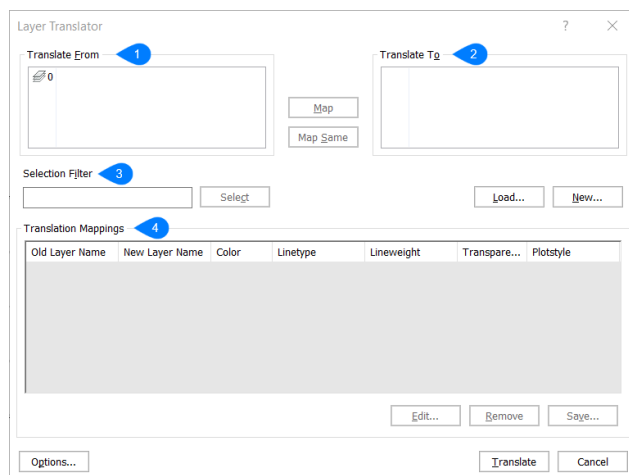 Layer Translator ? ×
Translate From 1 Translate To 2
0
Map
Map Same
Selection Filter 3
Select Load... New...
Translation Mappings 4
Old Layer Name New Layer Name Color Linetype Lineweight Transpare... Plotstyle
Edit... Remove Save...
Options... Translate Cancel